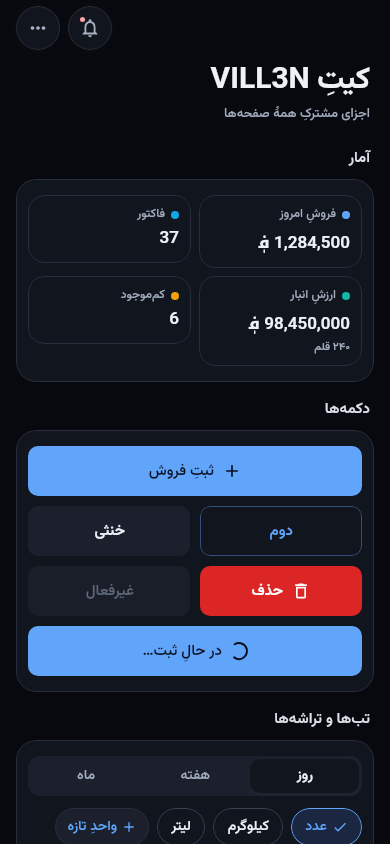 کیتِ VILL3N
اجزای مشترکِ همهٔ صفحه‌ها
آمار
فروشِ امروز
1,284,500 ؋
فاکتور
37
ارزشِ انبار
98,450,000 ؋
۲۴۰ قلم
کم‌موجود
6
دکمه‌ها
ثبتِ فروش
دوم
خنثی
حذف
غیرفعال
در حالِ ثبت…
تب‌ها و تراشه‌ها
روز
هفته
ماه
عدد
کیلوگرم
لیتر
واحدِ تازه